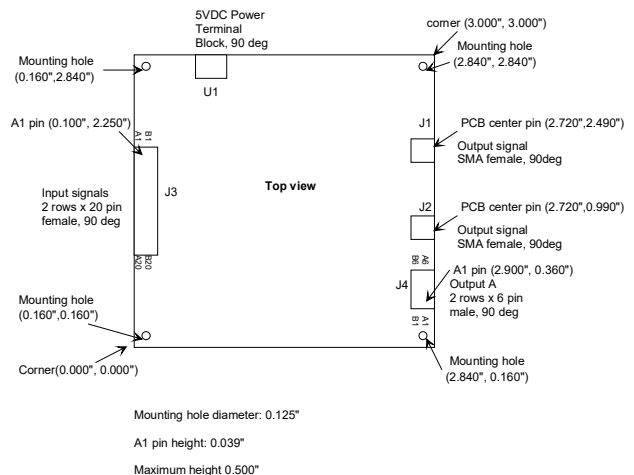 5VDC Power
Terminal
Block, 90 deg
corner (3.000", 3.000")
Mounting hole
(0.160",2.840")
Mounting hole
(2.840", 2.840")
U1
A1 pin (0.100", 2.250")
A1
B1
J1
PCB center pin (2.720",2.490")
Output signal
SMA female, 90deg
Input signals
2 rows x 20 pin
female, 90 deg
J3
Top view
J2
PCB center pin (2.720",0.990")
Output signal
SMA female, 90deg
A20
B20
B6
A6
A1 pin (2.900", 0.360")
J4
Output A
2 rows x 6 pin
male, 90 deg
B1
A1
Mounting hole
(0.160",0.160")
Corner(0.000", 0.000")
Mounting hole
(2.840", 0.160")
Mounting hole diameter: 0.125"
A1 pin height: 0.039"
Maximum height 0.500"